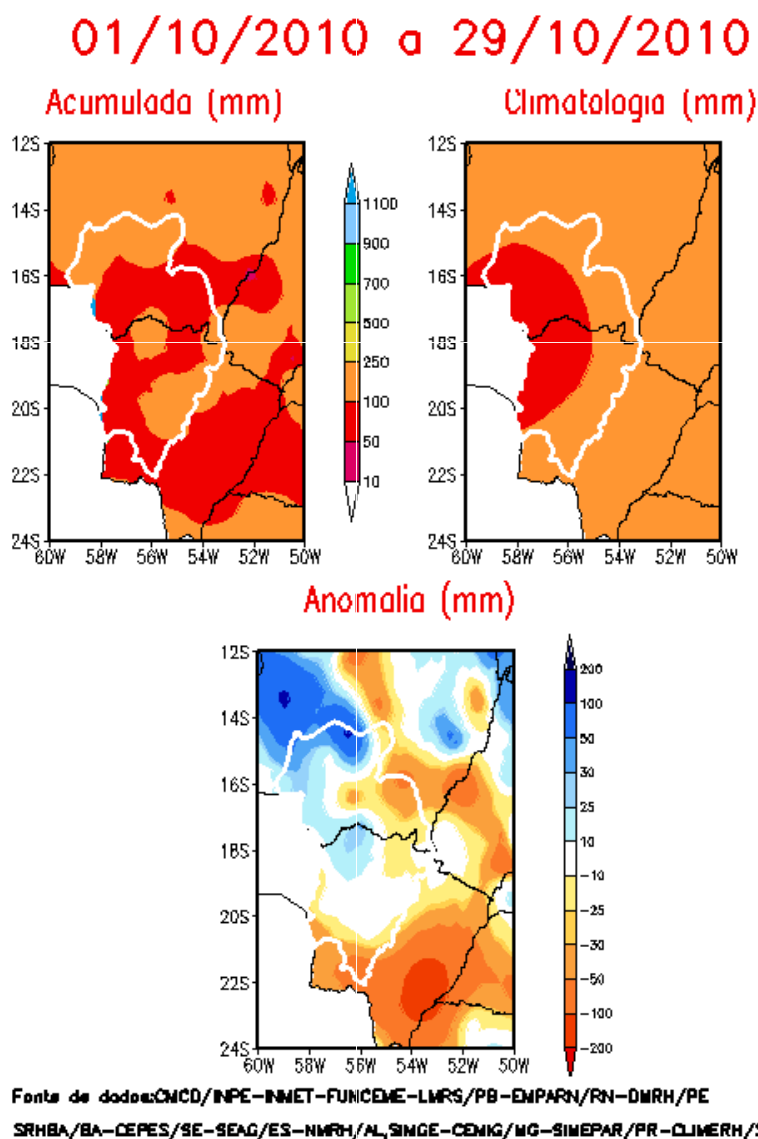 01/10/2010 a 29/10/2010
Acumulada (mm)
Climatologia (mm)
12S
14S
16S
18S
20S
22S
24S
60W 58W 56W 54W 52W 50W
1100
900
700
500
250
100
50
10
12S
14S
16S
18S
20S
22S
24S
60W 58W 56W 54W 52W 50W
Anomalia (mm)
12S
14S
16S
18S
20S
22S
24S
60W 58W 56W 54W 52W 50W
200
100
50
30
25
10
-10
-25
-30
-50
-100
-200
Fonte de dados:CMCD/INPE-INMET-FUNCEME-LMRS/PB-EMPARN/RN-DMRH/PE
SRHBA/BA-CEPES/SE-SEAG/ES-NMRH/AL,SIMGE-CEMIG/MG-SIMEPAR/PR-CLIMERH/